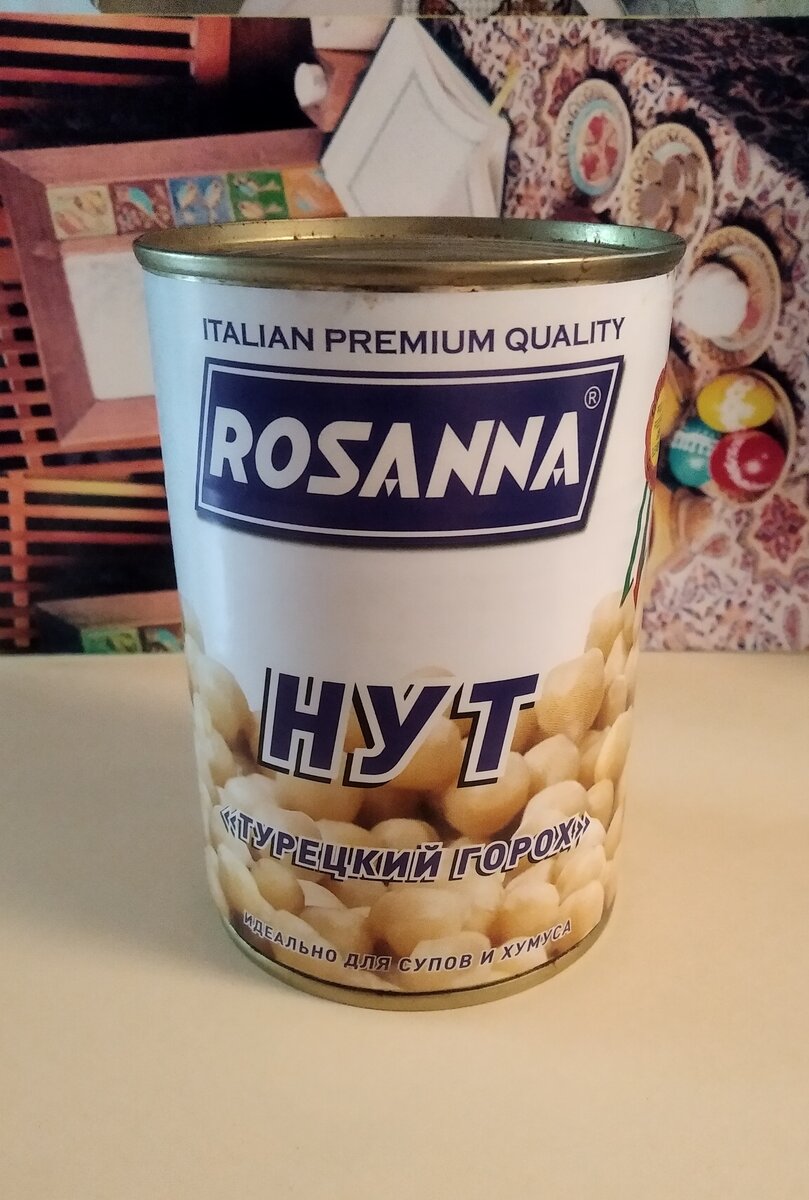 ITALIAN PREMIUM QUALITY
ROSANNA®
НУТ
«ТУРЕЦКИЙ ГОРОХ»
ИДЕАЛЬНО ДЛЯ СУПОВ И ХУМУСА